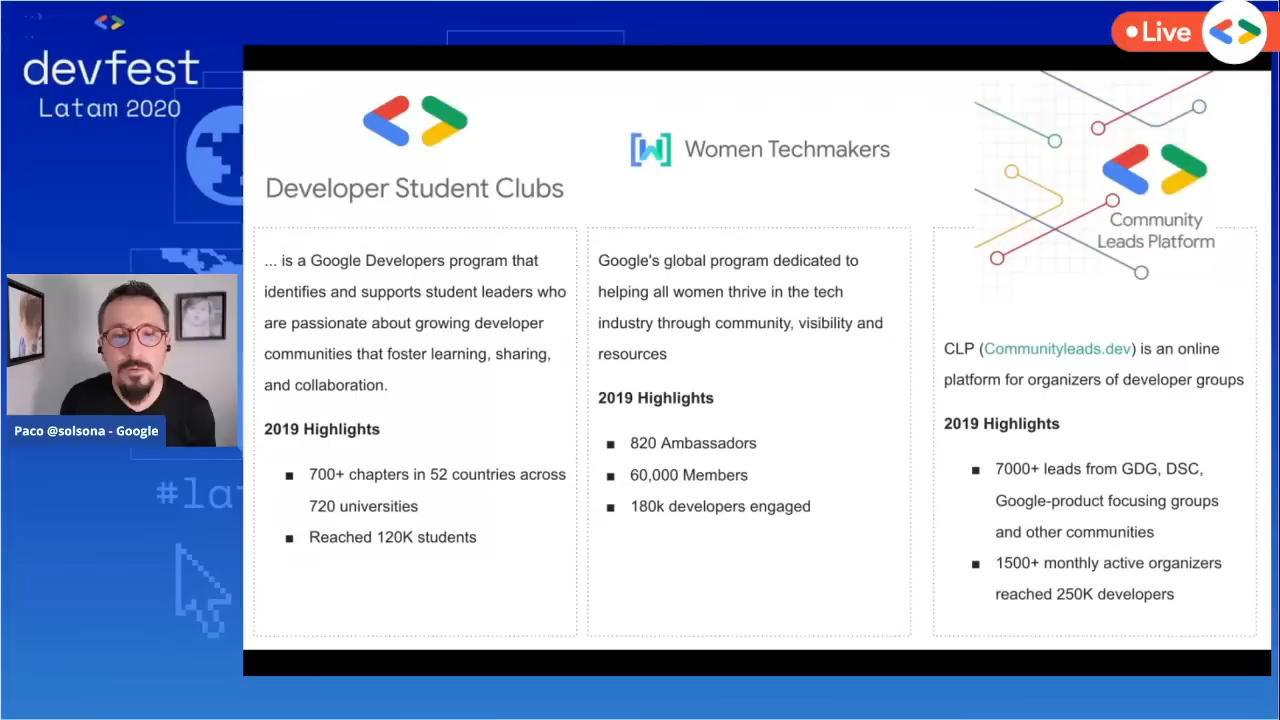 Live
devfest
Latam 2020
Developer Student Clubs
... is a Google Developers program that
identifies and supports student leaders who
are passionate about growing developer
communities that foster learning, sharing,
and collaboration.
2019 Highlights
■ 700+ chapters in 52 countries across
720 universities
■ Reached 120K students
Women Techmakers
Google's global program dedicated to
helping all women thrive in the tech
industry through community, visibility and
resources
2019 Highlights
■ 820 Ambassadors
■ 60,000 Members
■ 180k developers engaged
Community
Leads Platform
CLP (Communityleads.dev) is an online
platform for organizers of developer groups
2019 Highlights
■ 7000+ leads from GDG, DSC,
Google-product focusing groups
and other communities
■ 1500+ monthly active organizers
reached 250K developers
Paco @solsona - Google
#la